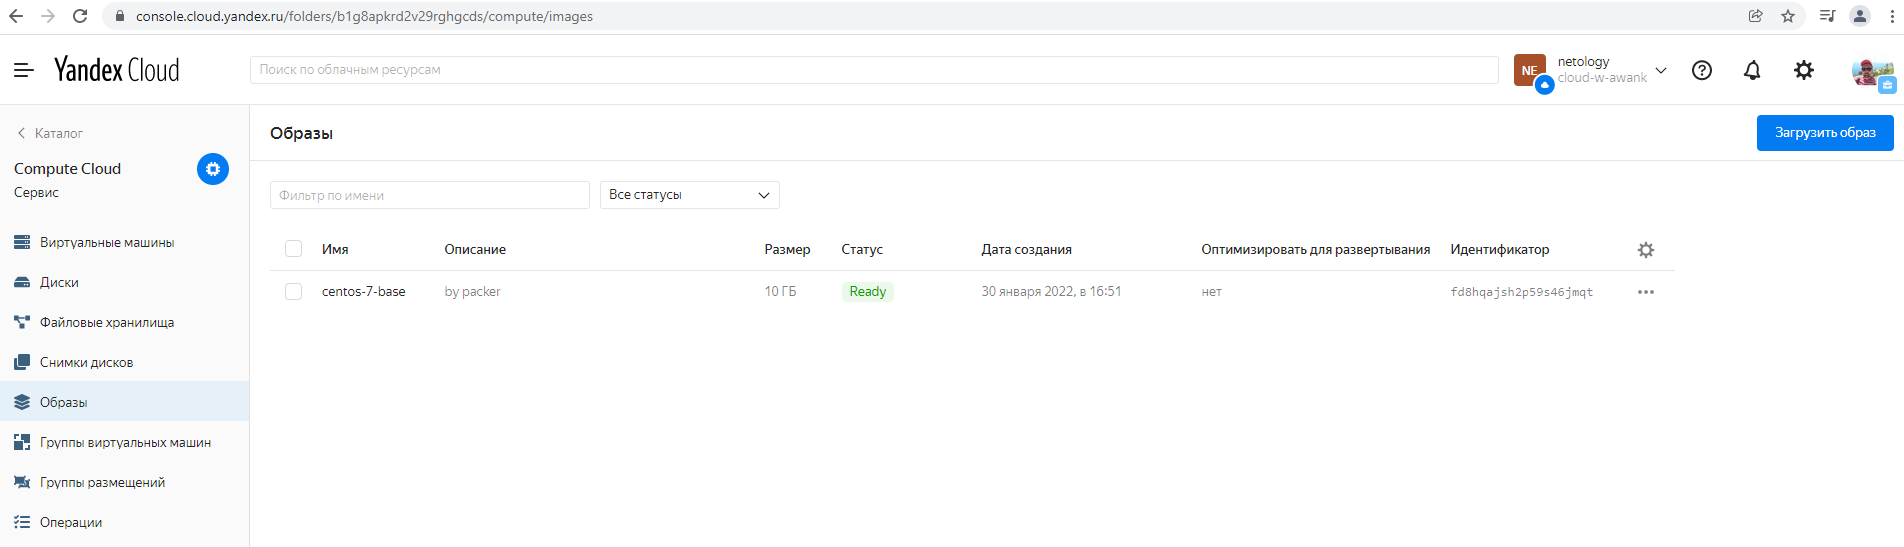 console.cloud.yandex.ru/folders/b1g8apkrd2v29rghgcds/compute/images
Yandex Cloud
Поиск по облачным ресурсам
NE
netology
cloud-w-awank
Каталог
Compute Cloud
Сервис
Виртуальные машины
Диски
Файловые хранилища
Снимки дисков
Образы
Группы виртуальных машин
Группы размещений
Операции
Образы
Загрузить образ
Фильтр по имени
Все статусы
Имя Описание Размер Статус Дата создания Оптимизировать для развертывания Идентификатор
centos-7-base by packer 10 ГБ Ready 30 января 2022, в 16:51 нет fd8hqajsh2p59s46jmqt